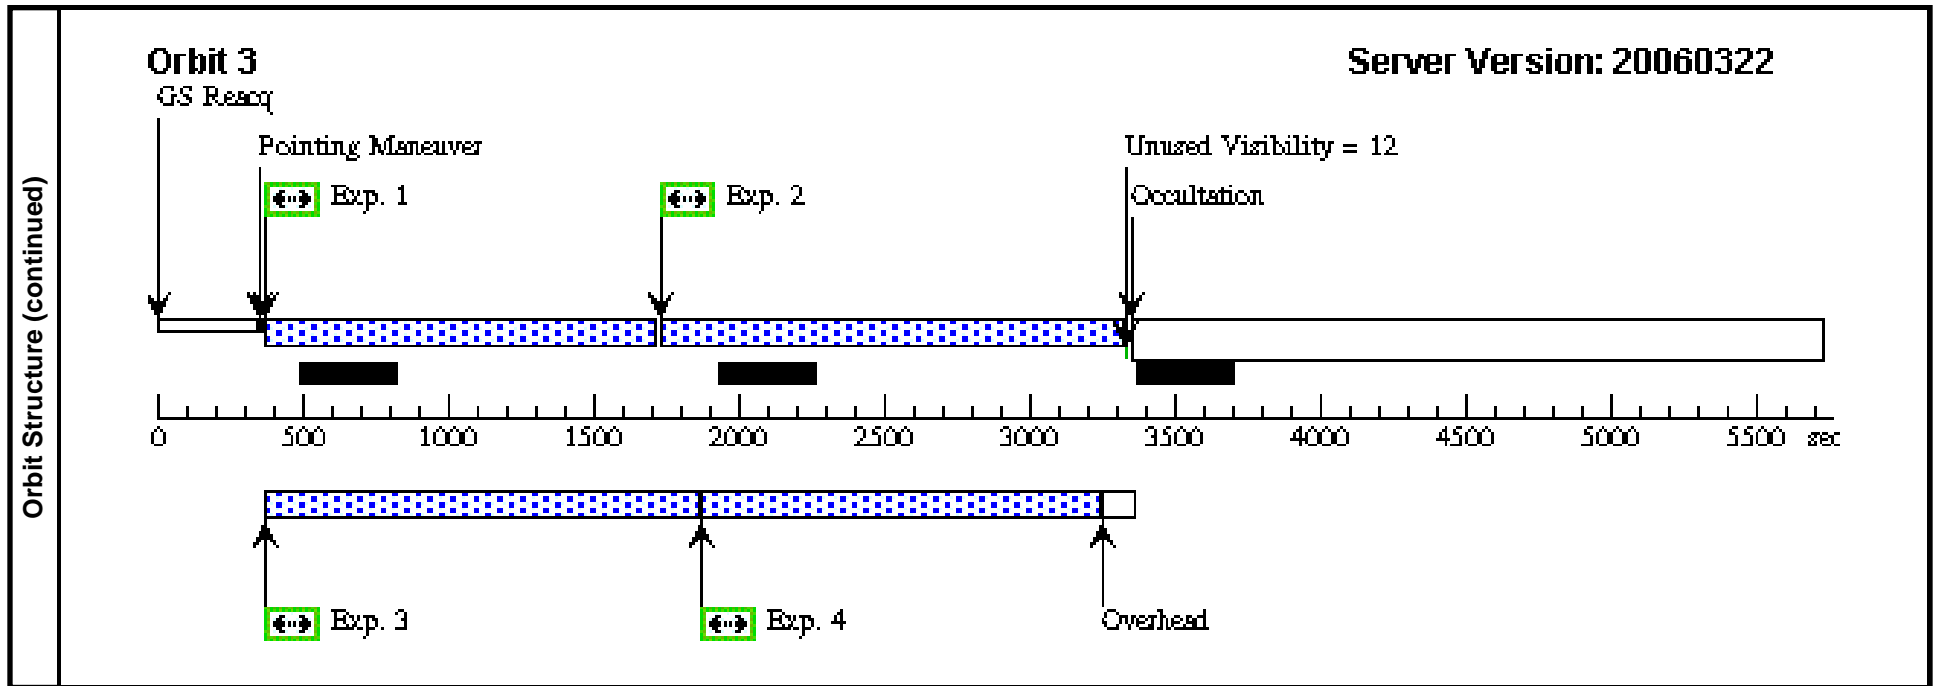 Orbit Structure (continued)
Orbit 3
Server Version: 20060322
GS Reacq
Pointing Maneuver
Unused Visibility = 12
Exp. 1
Exp. 2
Occultation
0 500 1000 1500 2000 2500 3000 3500 4000 4500 5000 5500 sec
Exp. 3
Exp. 4
Overhead